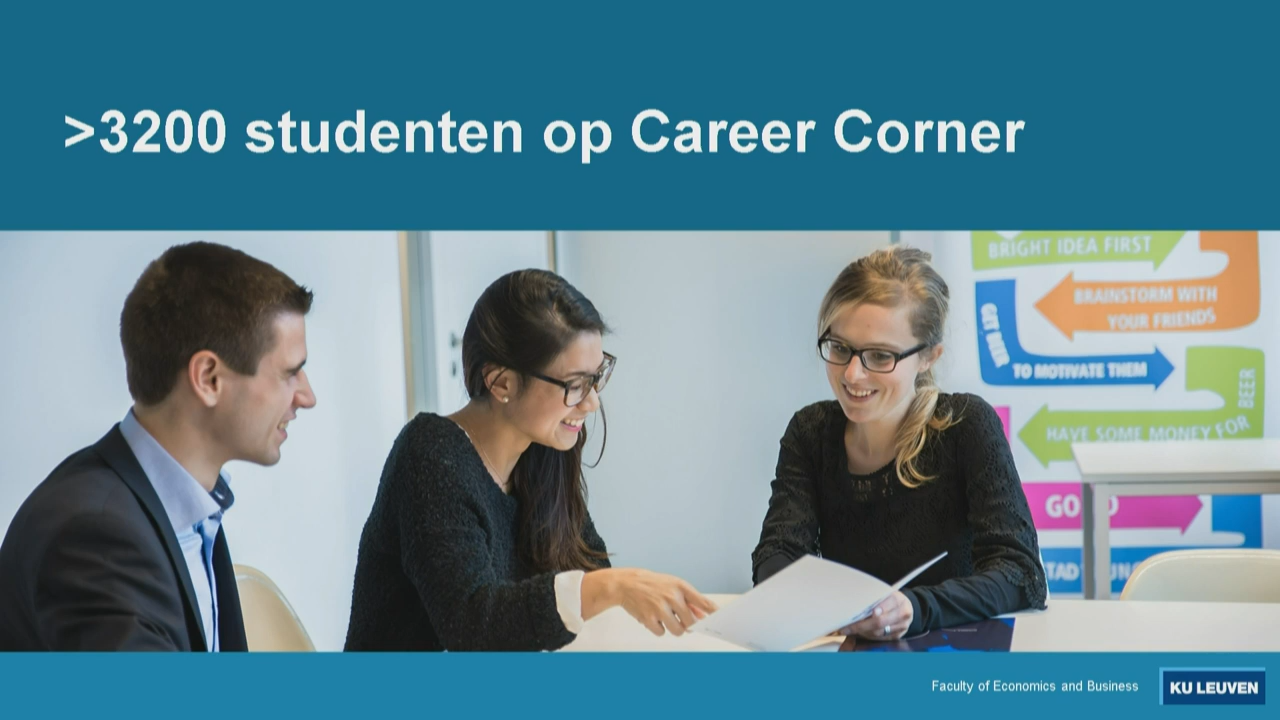 >3200 studenten op Career Corner
BRIGHT IDEA FIRST
BRAINSTORM WITH
YOUR FRIENDS
GET BEER
TO MOTIVATE THEM
HAVE SOME MONEY FOR
BEER
GO
Faculty of Economics and Business
KU LEUVEN